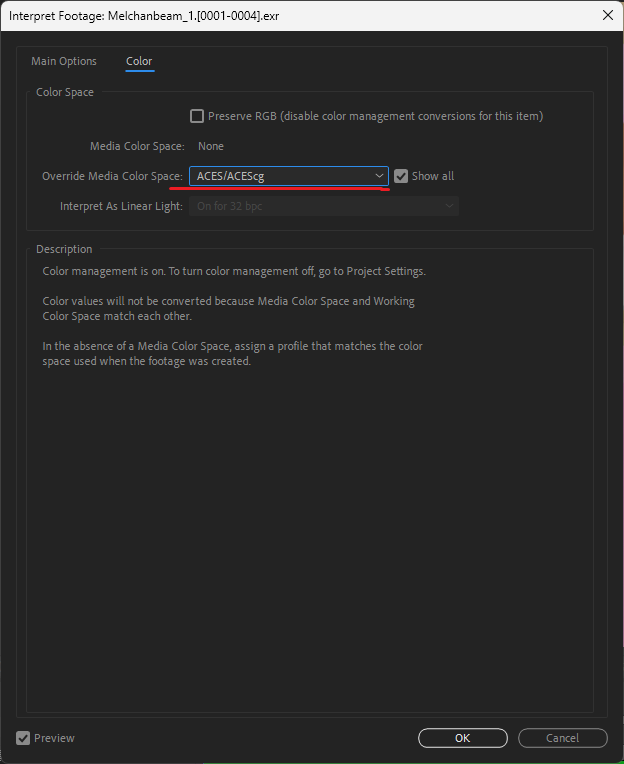 Interpret Footage: Melchanbeam_1.[0001-0004].exr
Main Options
Color
Color Space
Preserve RGB (disable color management conversions for this item)
Media Color Space: None
Override Media Color Space: ACES/ACEScg Show all
Interpret As Linear Light: On for 32 bpc
Description
Color management is on. To turn color management off, go to Project Settings.
Color values will not be converted because Media Color Space and Working
Color Space match each other.
In the absence of a Media Color Space, assign a profile that matches the color
space used when the footage was created.
Preview
OK
Cancel